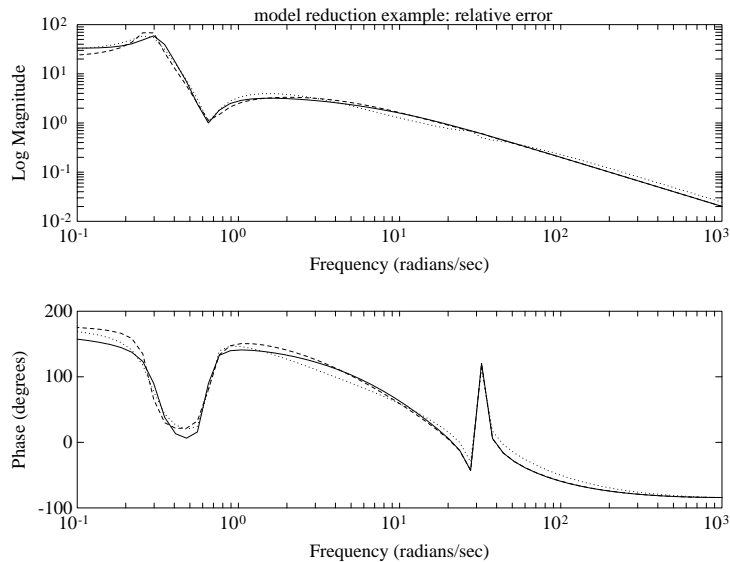 model reduction example: relative error
10^2
10^1
10^0
10^-1
10^-2
Log Magnitude
10^-1 10^0 10^1 10^2 10^3
Frequency (radians/sec)
200
100
0
-100
Phase (degrees)
10^-1 10^0 10^1 10^2 10^3
Frequency (radians/sec)